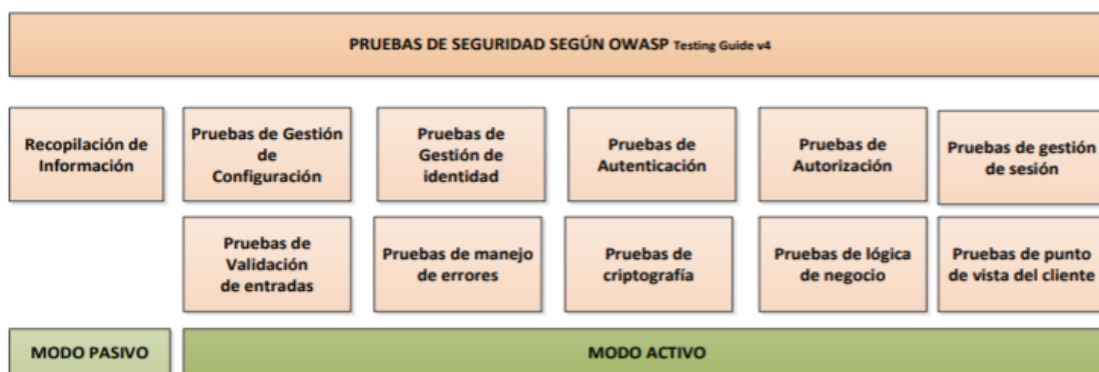 PRUEBAS DE SEGURIDAD SEGÚN OWASP Testing Guide v4
Recopilación de
Información
Pruebas de Gestión
de
Configuración
Pruebas de
Gestión de
identidad
Pruebas de
Autenticación
Pruebas de
Autorización
Pruebas de gestión
de sesión
Pruebas de
Validación
de entradas
Pruebas de manejo
de errores
Pruebas de
criptografía
Pruebas de lógica
de negocio
Pruebas de punto
de vista del cliente
MODO PASIVO
MODO ACTIVO